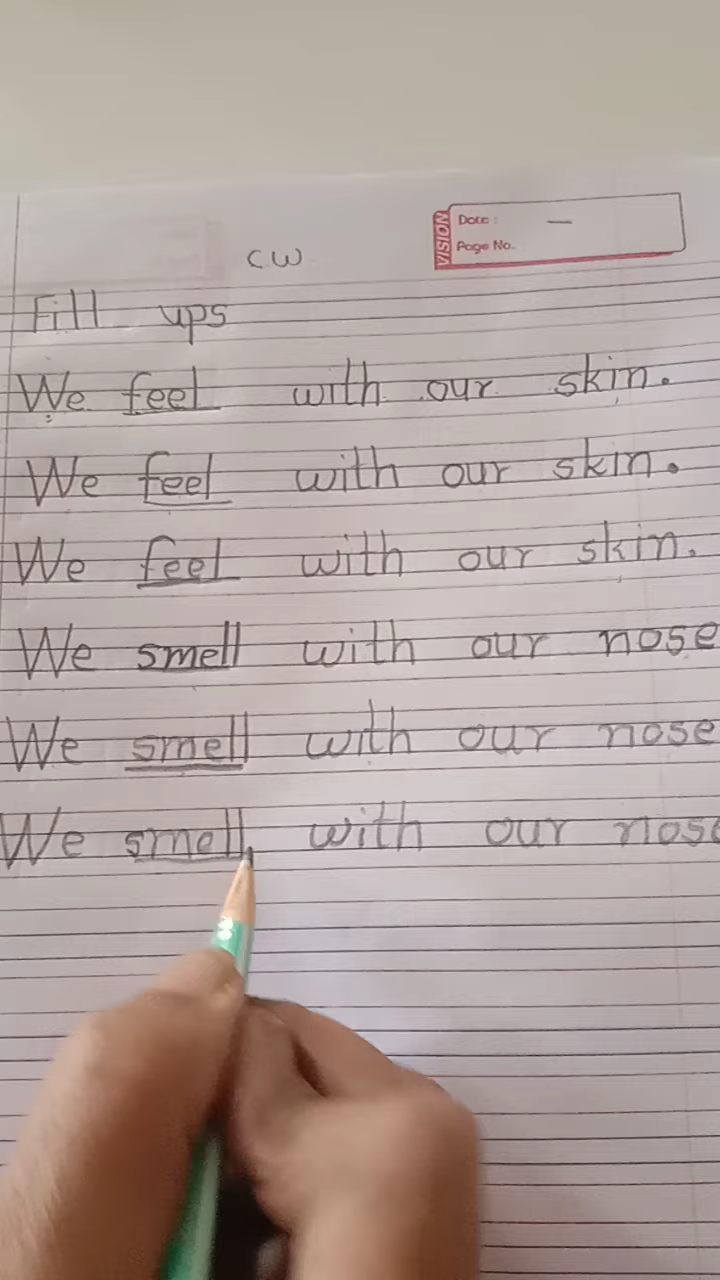 VISION
Date : —
Page No.
CW
Fill ups
We feel with our skin.
We feel with our skin.
We feel with our skin.
We smell with our nose
We smell with our nose
We smell with our nose